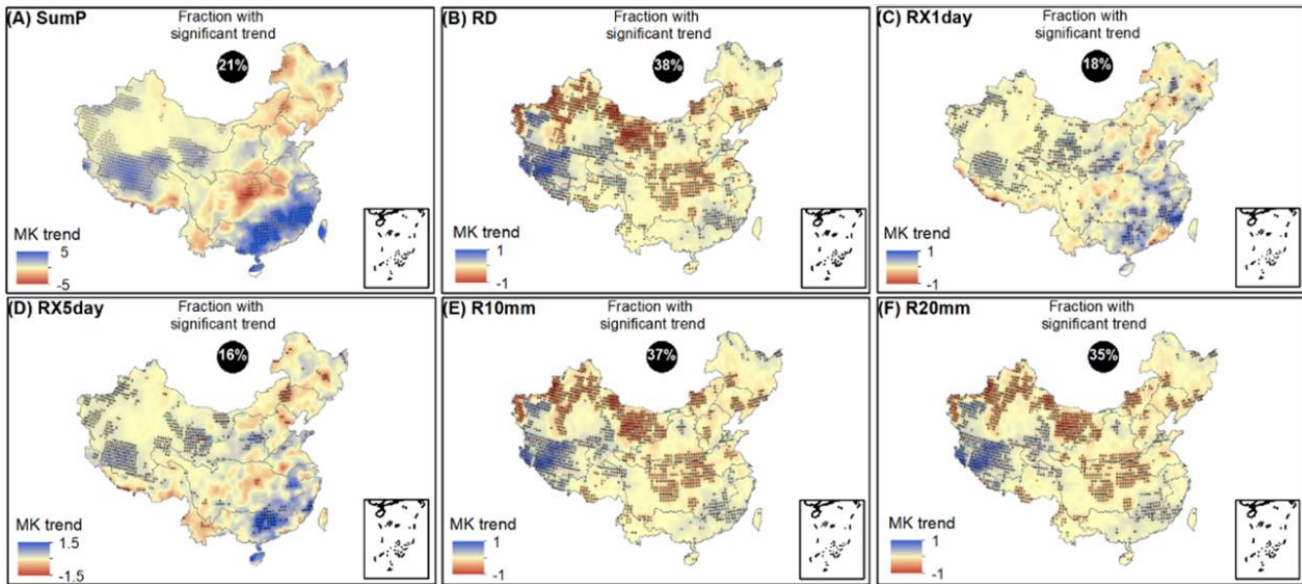 (A) SumP
Fraction with
significant trend
21%
MK trend
5
-5
(B) RD
Fraction with
significant trend
38%
MK trend
1
-1
(C) RX1day
Fraction with
significant trend
18%
MK trend
1
-1
(D) RX5day
Fraction with
significant trend
16%
MK trend
1.5
-1.5
(E) R10mm
Fraction with
significant trend
37%
MK trend
1
-1
(F) R20mm
Fraction with
significant trend
35%
MK trend
1
-1